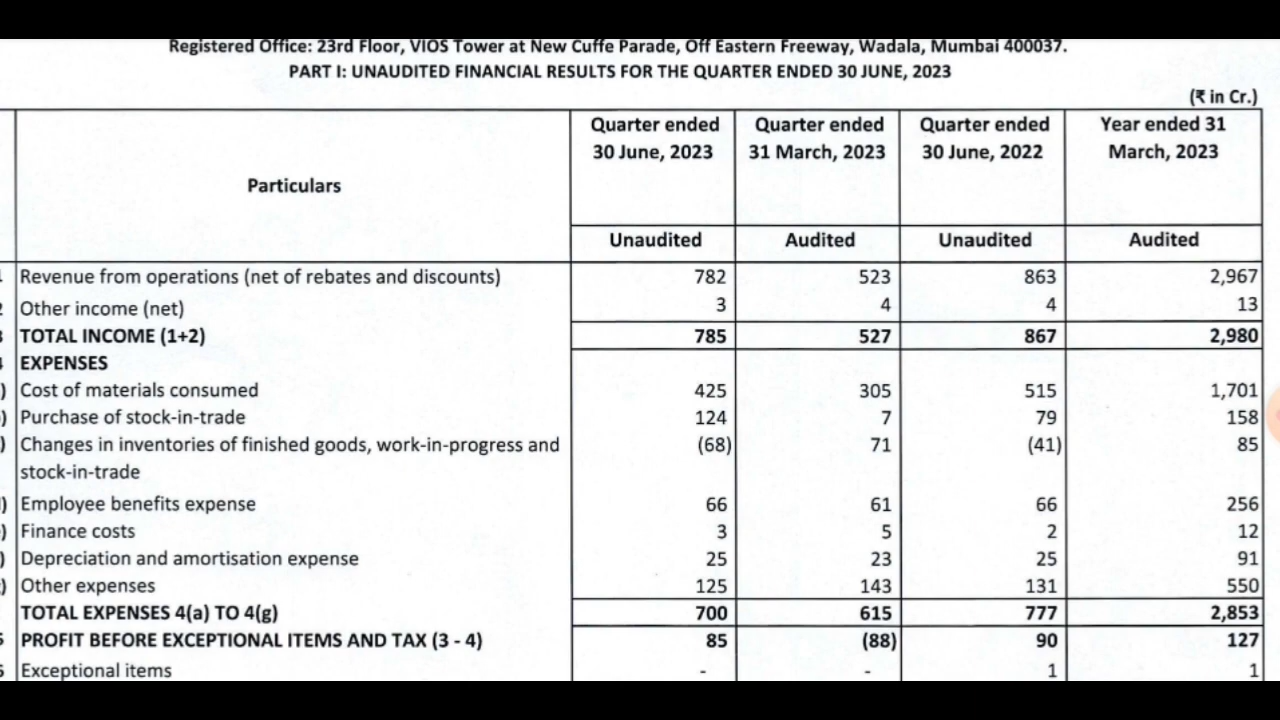 Registered Office: 23rd Floor, VIOS Tower at New Cuffe Parade, Off Eastern Freeway, Wadala, Mumbai 400037.
PART I: UNAUDITED FINANCIAL RESULTS FOR THE QUARTER ENDED 30 JUNE, 2023
(₹ in Cr.)
Particulars Quarter ended 30 June, 2023 Quarter ended 31 March, 2023 Quarter ended 30 June, 2022 Year ended 31 March, 2023
Unaudited Audited Unaudited Audited
Revenue from operations (net of rebates and discounts) 782 523 863 2,967
Other income (net) 3 4 4 13
TOTAL INCOME (1+2) 785 527 867 2,980
EXPENSES
Cost of materials consumed 425 305 515 1,701
Purchase of stock-in-trade 124 7 79 158
Changes in inventories of finished goods, work-in-progress and (68) 71 (41) 85
stock-in-trade
Employee benefits expense 66 61 66 256
Finance costs 3 5 2 12
Depreciation and amortisation expense 25 23 25 91
Other expenses 125 143 131 550
TOTAL EXPENSES 4(a) TO 4(g) 700 615 777 2,853
PROFIT BEFORE EXCEPTIONAL ITEMS AND TAX (3 - 4) 85 (88) 90 127
Exceptional items - - 1 1